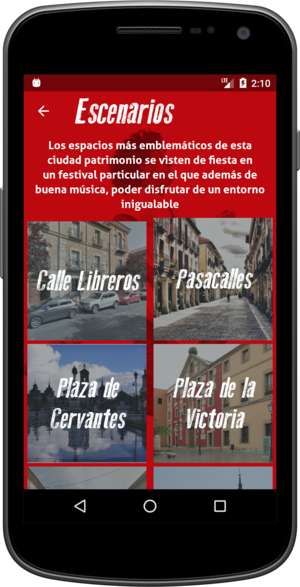 LTE 2:10
Escenarios
Los espacios más emblemáticos de esta
ciudad patrimonio se visten de fiesta en
un festival particular en el que además de
buena música, poder disfrutar de un entorno
inigualable
Calle Libreros
Pasacalles
Plaza de
Cervantes
Plaza de la
Victoria